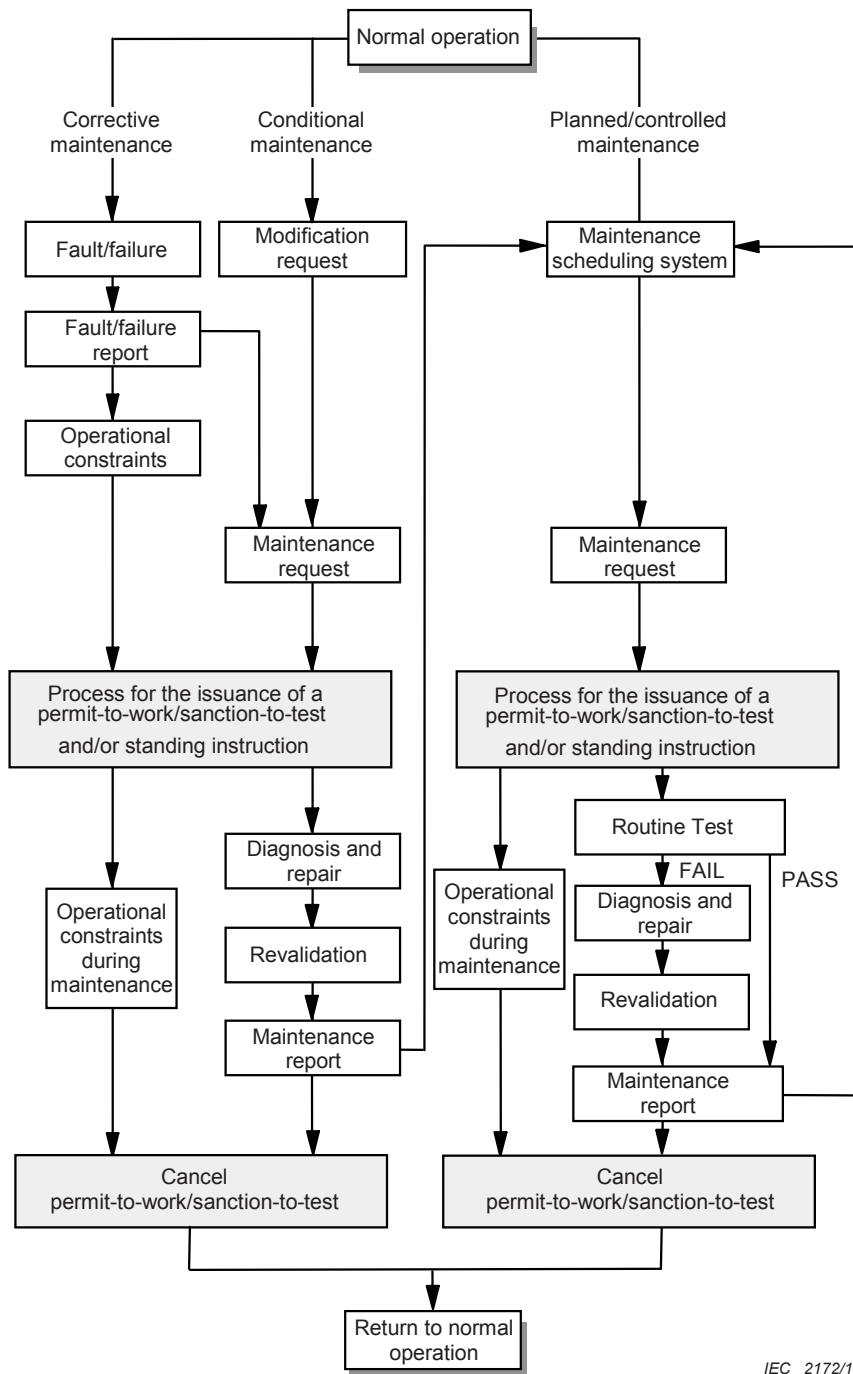 Normal operation
Corrective
maintenance
Conditional
maintenance
Planned/controlled
maintenance
Fault/failure
Modification
request
Maintenance
scheduling system
Fault/failure
report
Operational
constraints
Maintenance
request
Maintenance
request
Process for the issuance of a
permit-to-work/sanction-to-test
and/or standing instruction
Process for the issuance of a
permit-to-work/sanction-to-test
and/or standing instruction
Diagnosis and
repair
Operational
constraints
during
maintenance
Revalidation
Maintenance
report
Routine Test
FAIL
PASS
Operational
constraints
during
maintenance
Diagnosis and
repair
Revalidation
Maintenance
report
Cancel
permit-to-work/sanction-to-test
Cancel
permit-to-work/sanction-to-test
Return to normal
operation
IEC 2172/1